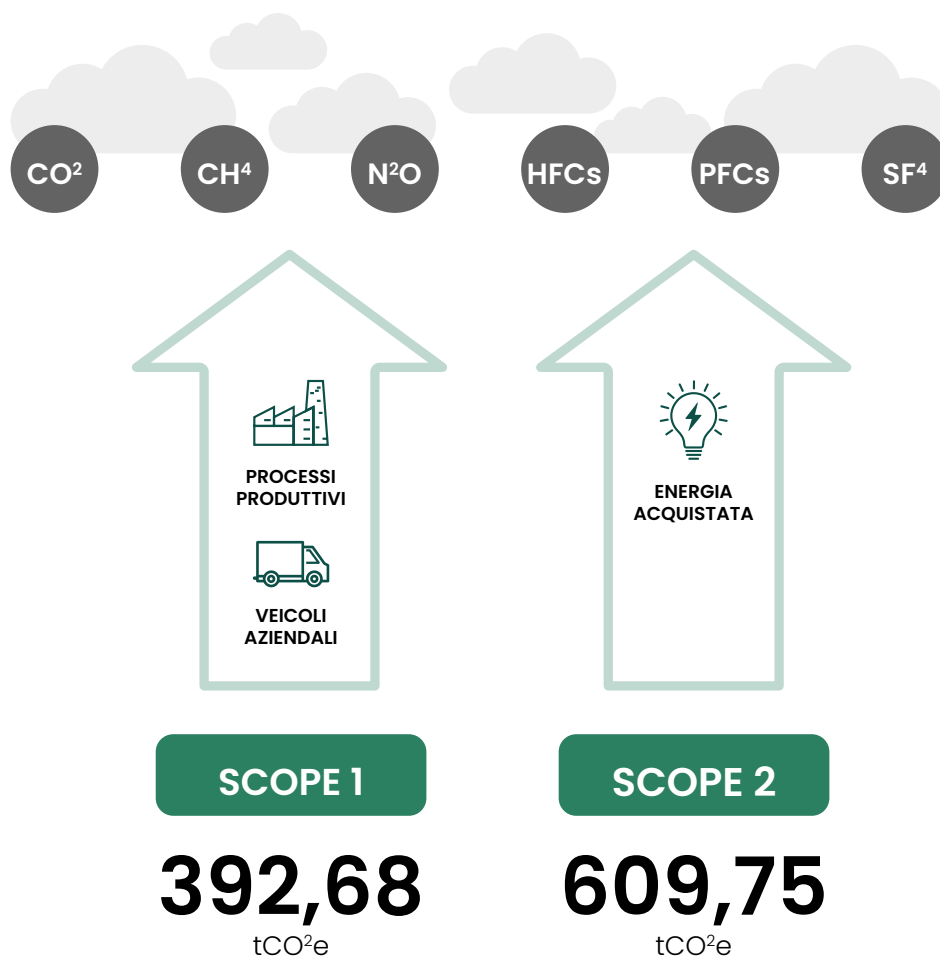 CO² CH⁴ N²O HFCs PFCs SF⁴
PROCESSI
PRODUTTIVI
VEICOLI
AZIENDALI
ENERGIA
ACQUISTATA
SCOPE 1
392,68
tCO²e
SCOPE 2
609,75
tCO²e